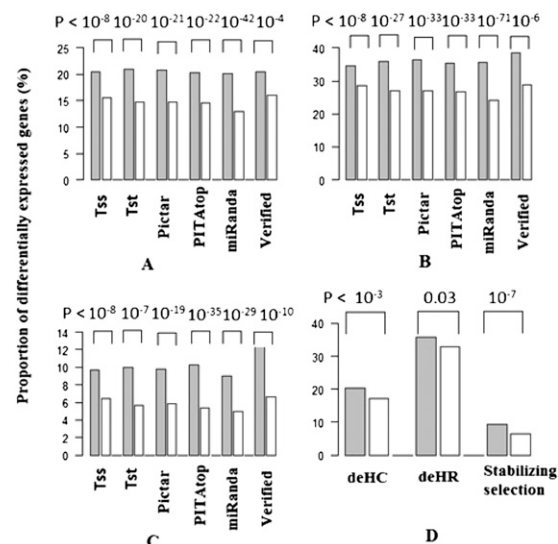 Proportion of differentially expressed genes (%)
P < 10-8 10-20 10-21 10-22 10-42 10-4
25
20
15
10
5
0
Tss Tst Pictar PITAtop miRanda Verified
A
P < 10-8 10-27 10-33 10-33 10-71 10-6
40
30
20
10
0
Tss Tst Pictar PITAtop miRanda Verified
B
P < 10-8 10-7 10-19 10-35 10-29 10-10
14
12
10
8
6
4
2
0
Tss Tst Pictar PITAtop miRanda Verified
C
P < 10-3 0.03 10-7
40
30
20
10
0
deHC deHR Stabilizing
selection
D